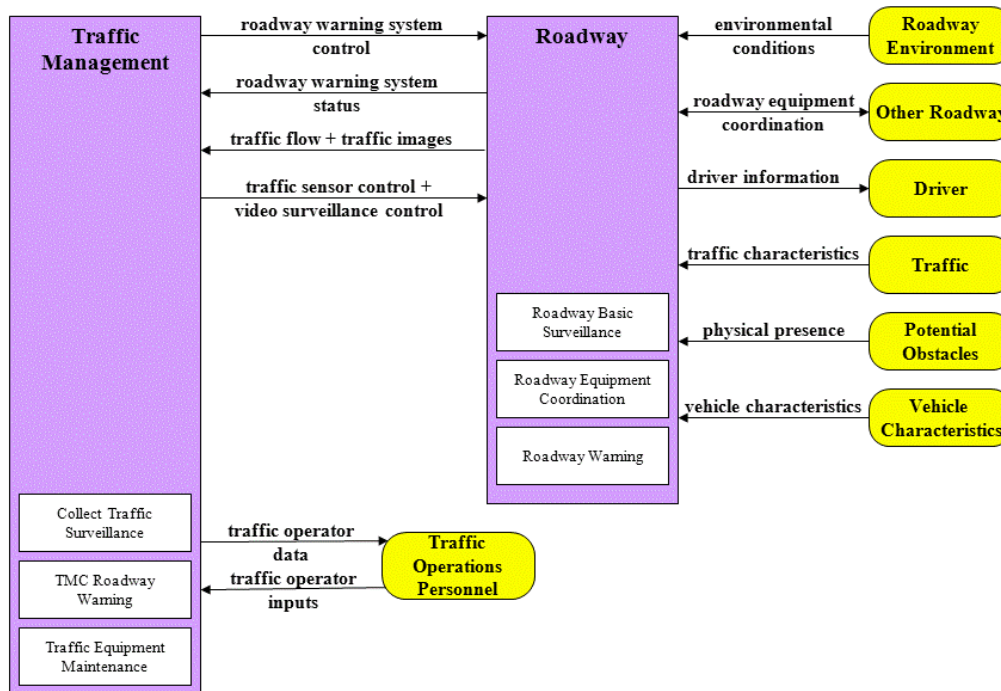 Traffic
Management
roadway warning system
control
roadway warning system
status
traffic flow + traffic images
traffic sensor control +
video surveillance control
Roadway
environmental
conditions
roadway equipment
coordination
driver information
traffic characteristics
physical presence
vehicle characteristics
Roadway
Environment
Other Roadway
Driver
Traffic
Potential
Obstacles
Vehicle
Characteristics
Roadway Basic
Surveillance
Roadway Equipment
Coordination
Roadway Warning
Collect Traffic
Surveillance
TMC Roadway
Warning
Traffic Equipment
Maintenance
traffic operator
data
traffic operator
inputs
Traffic
Operations
Personnel